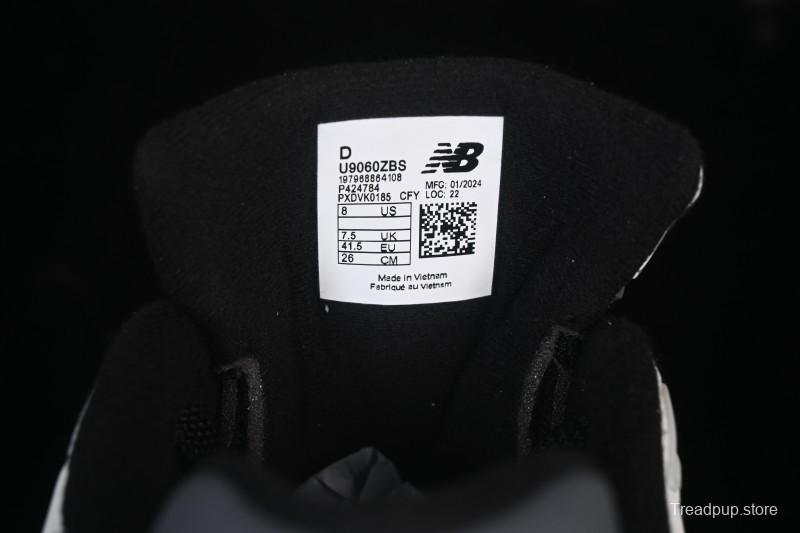 D
U9060ZBS
197968864108
P424784
PXDVK0185 CFY
NB
MFG: 01/2024
LOC: 22
8 US
7.5 UK
41.5 EU
26 CM
Made in Vietnam
Fabriqué au Vietnam
Treadpup.store